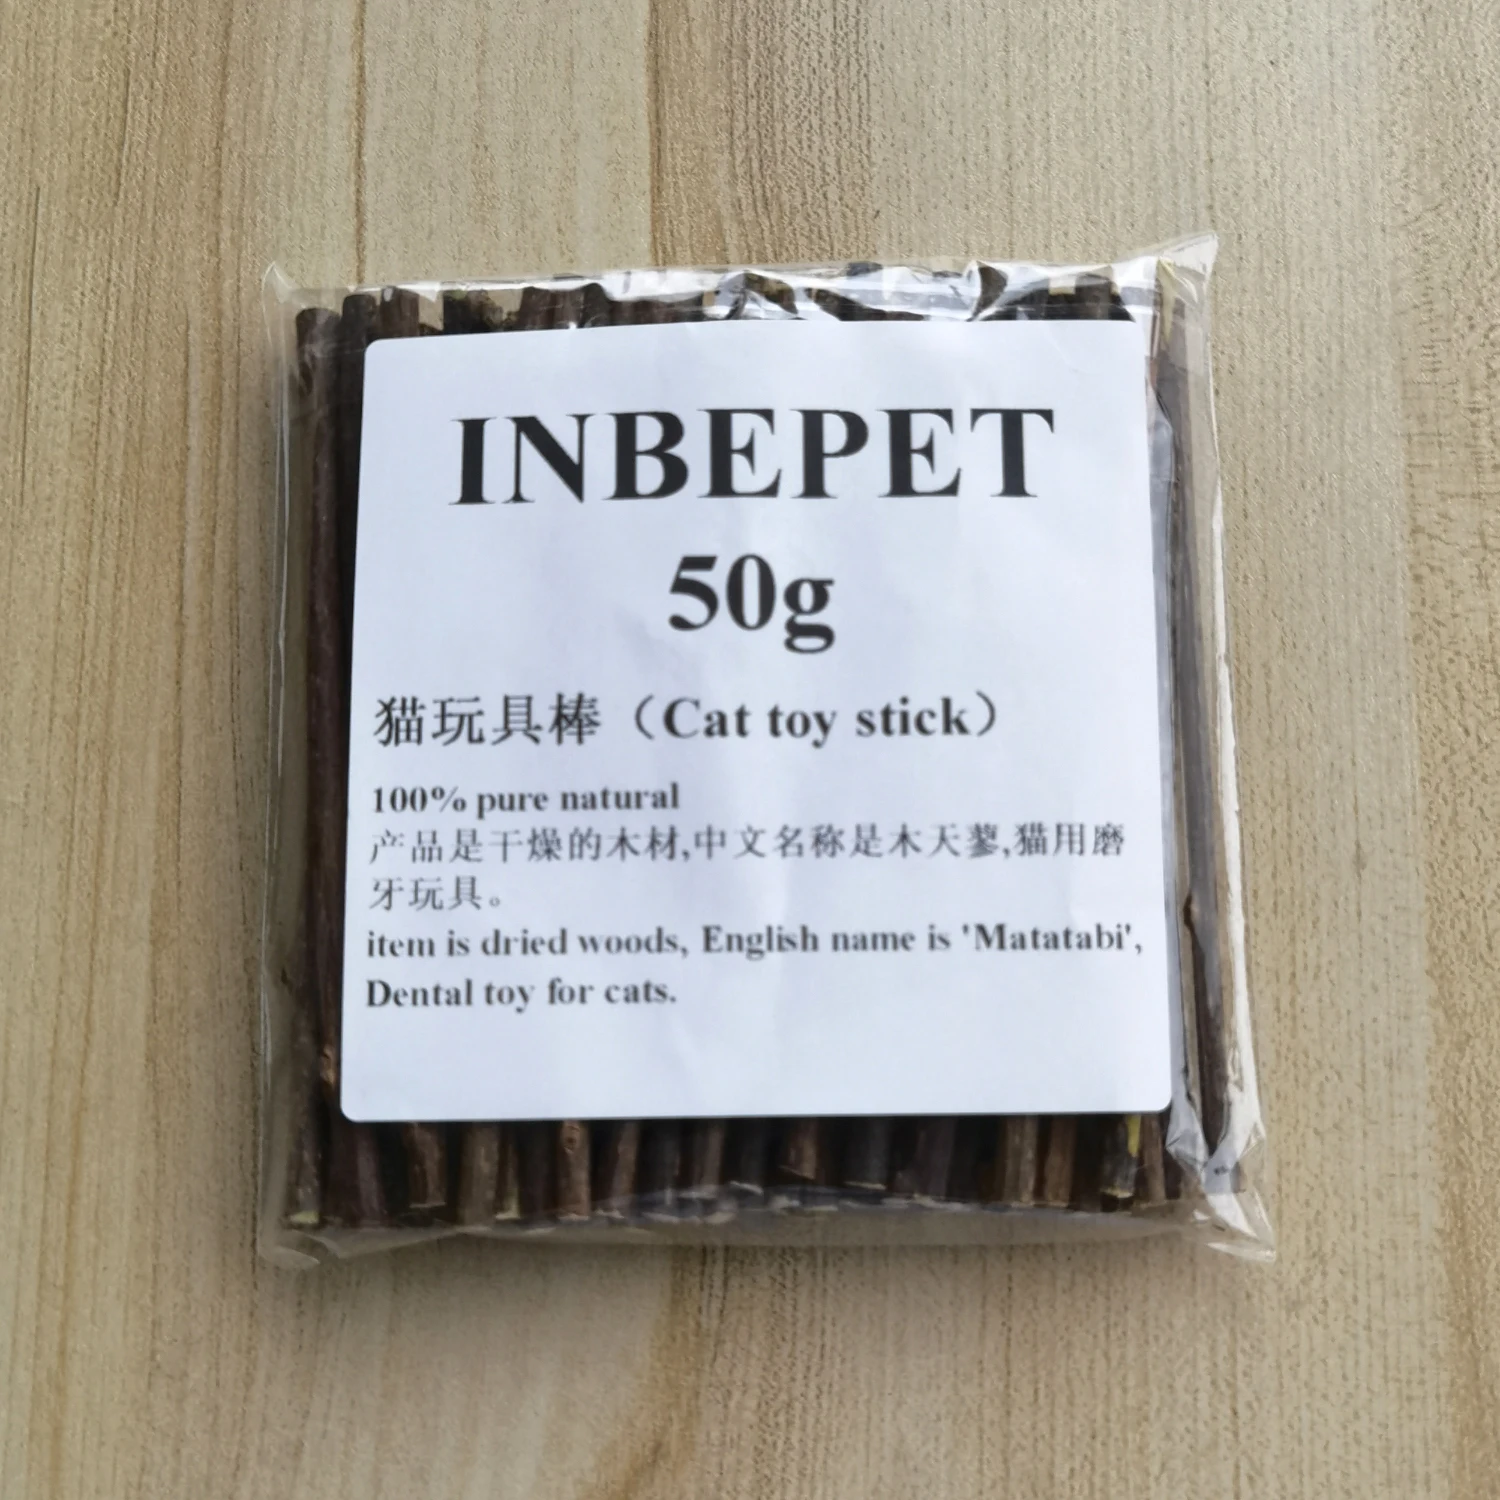 INBEPET
50g
猫玩具棒（Cat toy stick）
100% pure natural
产品是干燥的木材,中文名称是木天蓼,猫用磨
牙玩具。
item is dried woods, English name is 'Matatabi',
Dental toy for cats.